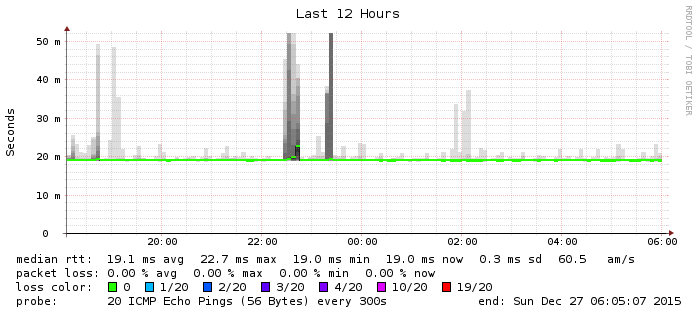 Last 12 Hours
RRDTOOL / TOBI OETIKER
Seconds
50 m
40 m
30 m
20 m
10 m
0
20:00 22:00 00:00 02:00 04:00 06:00
median rtt: 19.1 ms avg 22.7 ms max 19.0 ms min 19.0 ms now 0.3 ms sd 60.5 am/s
packet loss: 0.00 % avg 0.00 % max 0.00 % min 0.00 % now
loss color: 0 1/20 2/20 3/20 4/20 10/20 19/20
probe: 20 ICMP Echo Pings (56 Bytes) every 300s end: Sun Dec 27 06:05:07 2015